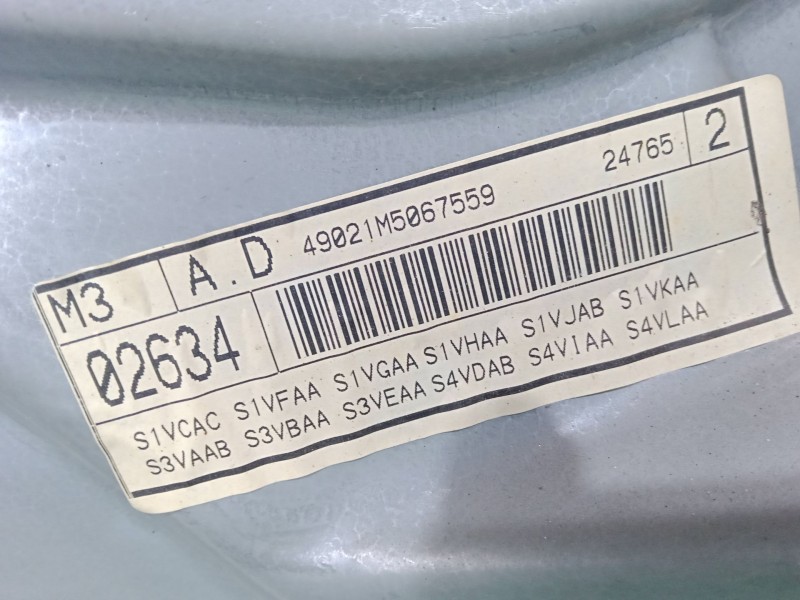 M3 A.D 49021M5067559 24765 2
02634
S1VCAC S1VFAA S1VGAA S1VHAA S1VJAB S1VKAA
S3VAAB S3VBAA S3VEAA S4VDAB S4VIAA S4VLAA